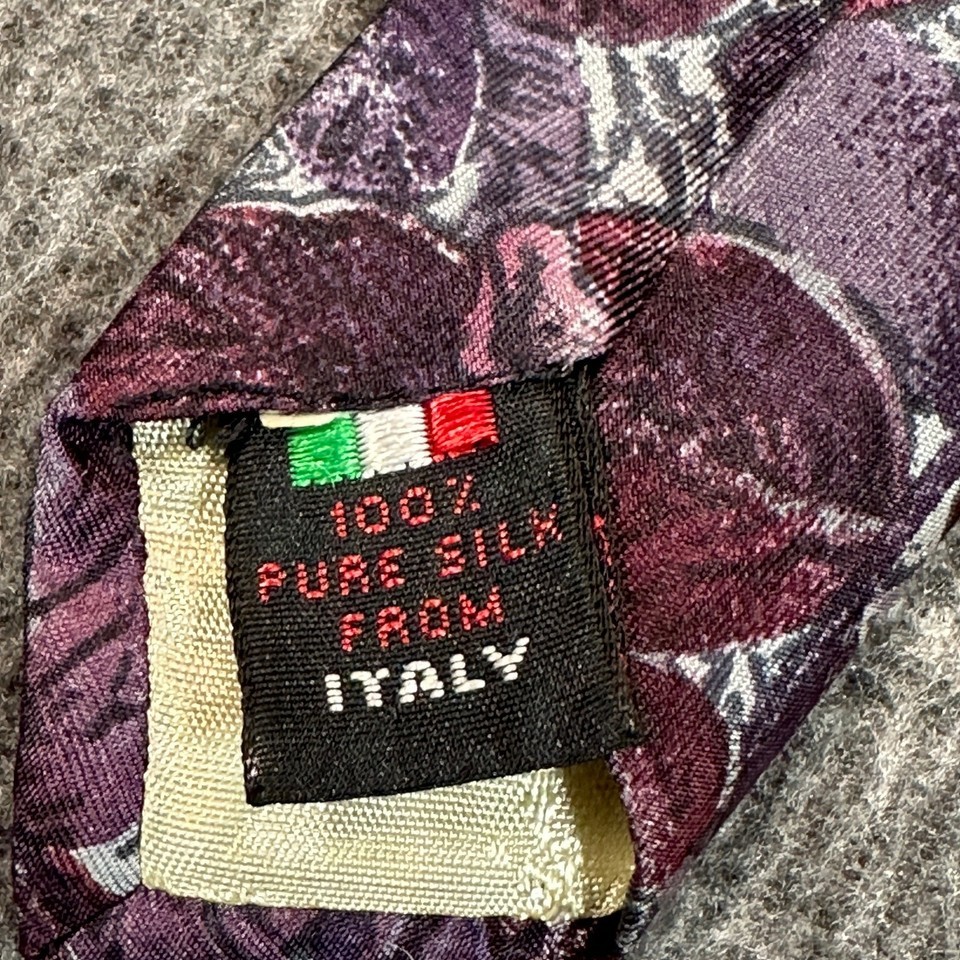 100%
PURE SILK
FROM
ITALY